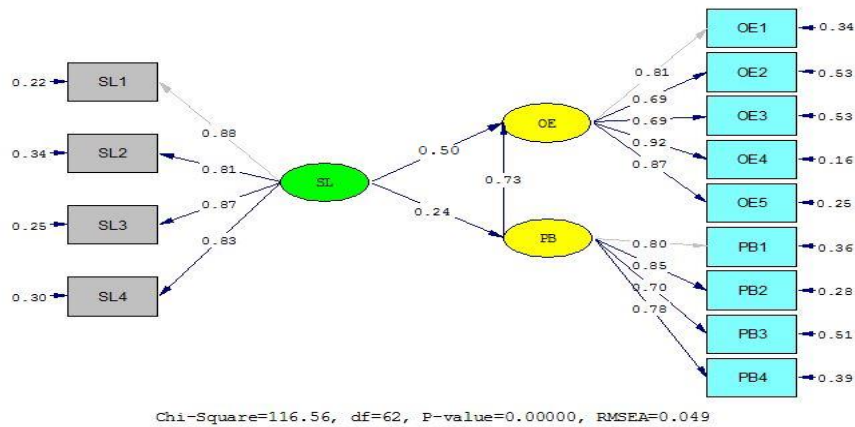 OE1
0.34
0.81
OE2
0.53
0.22
SL1
0.69
OE3
0.53
0.69
0.88
OE
0.92
OE4
0.16
0.34
SL2
0.50
0.87
0.81
SL
0.73
OE5
0.25
0.87
0.24
0.25
SL3
PB
0.80
PB1
0.36
0.83
0.85
0.70
PB2
0.28
0.30
SL4
0.78
PB3
0.51
PB4
0.39
Chi-Square=116.56, df=62, P-value=0.00000, RMSEA=0.049